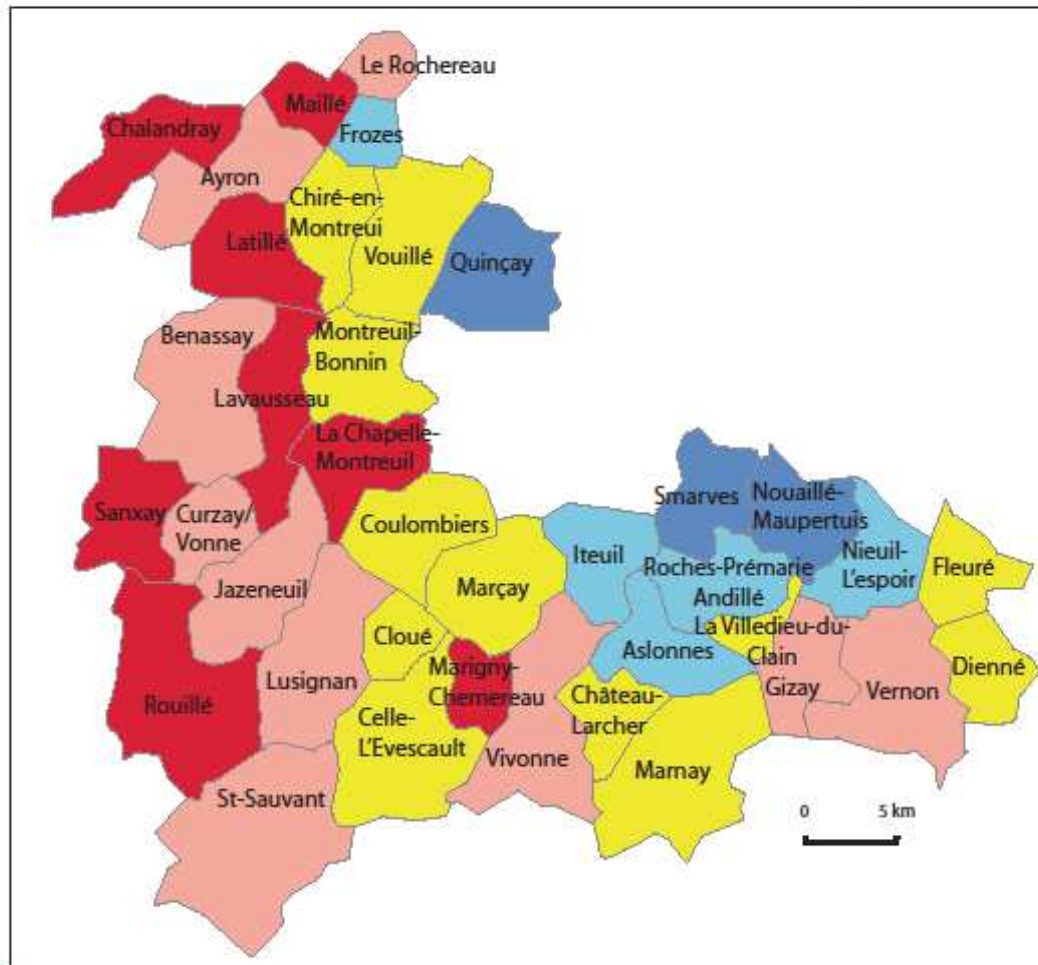 Le Rochereau
Maillé
Chalandray
Frozes
Ayron
Chiré-en-
Montreui
Latillé
Vouillé
Quinçay
Benassay
Montreuil-
Bonnin
Lavausseau
La Chapelle-
Montreuil
Sanxay
Curzay/
Vonne
Coulombiers
Smarves
Nouaillé-
Maupertuis
Iteuil
Nieuil-
L'espoir
Fleuré
Jazeneuil
Marçay
Roches-Prémarie
Andillé
Cloué
La Villedieu-du-
Clain
Aslonnes
Dienné
Lusignan
Marigny-
Chemereau
Gizay
Vernon
Rouillé
Château-
Larcher
Celle-
L'Evescault
Vivonne
Marnay
St-Sauvant
0 5 km